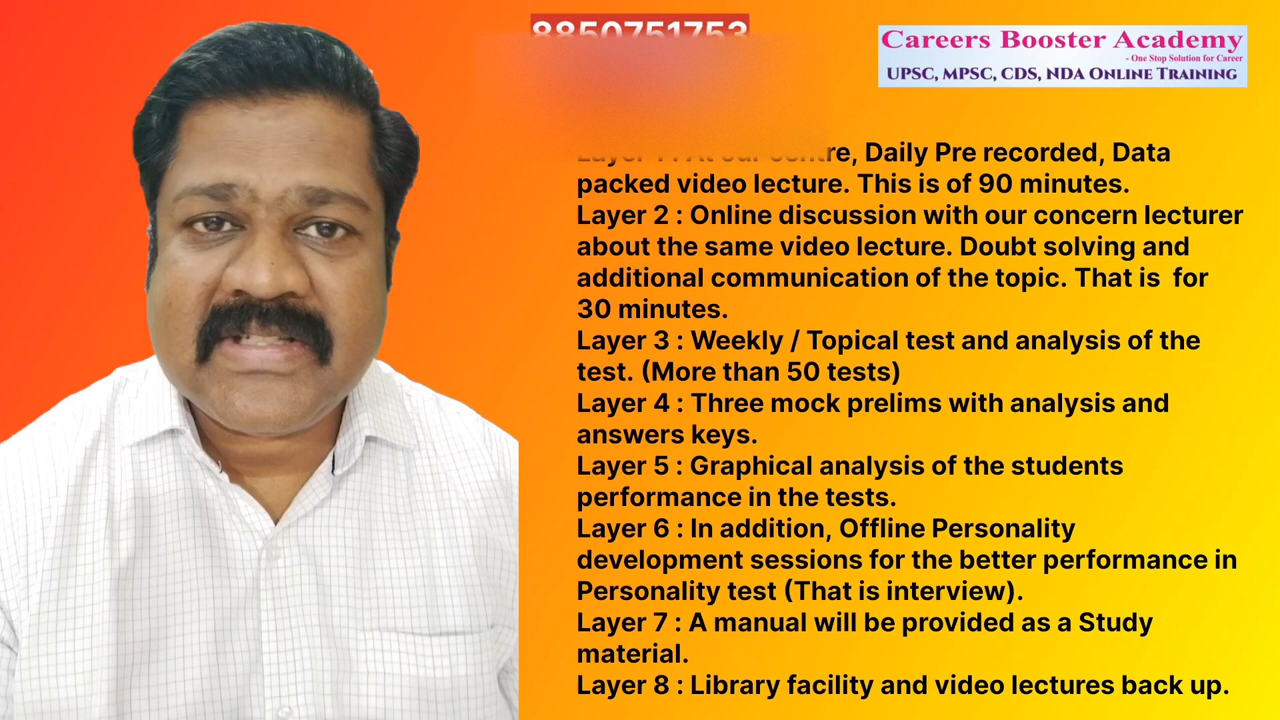 8850751753
Careers Booster Academy
- One Stop Solution for Career
UPSC, MPSC, CDS, NDA Online Training
re, Daily Pre recorded, Data
packed video lecture. This is of 90 minutes.
Layer 2 : Online discussion with our concern lecturer
about the same video lecture. Doubt solving and
additional communication of the topic. That is  for
30 minutes.
Layer 3 : Weekly / Topical test and analysis of the
test. (More than 50 tests)
Layer 4 : Three mock prelims with analysis and
answers keys.
Layer 5 : Graphical analysis of the students
performance in the tests.
Layer 6 : In addition, Offline Personality
development sessions for the better performance in
Personality test (That is interview).
Layer 7 : A manual will be provided as a Study
material.
Layer 8 : Library facility and video lectures back up.